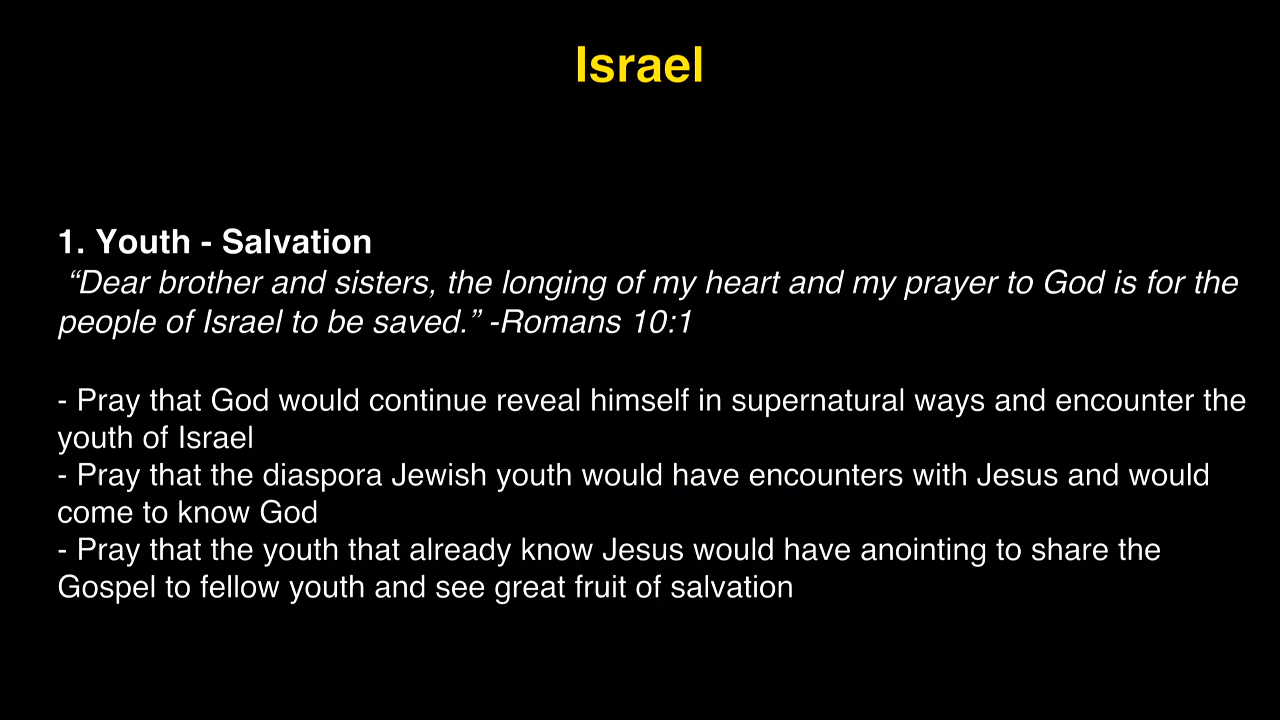 Israel
1. Youth - Salvation
“Dear brother and sisters, the longing of my heart and my prayer to God is for the
people of Israel to be saved.” -Romans 10:1
- Pray that God would continue reveal himself in supernatural ways and encounter the
youth of Israel
- Pray that the diaspora Jewish youth would have encounters with Jesus and would
come to know God
- Pray that the youth that already know Jesus would have anointing to share the
Gospel to fellow youth and see great fruit of salvation